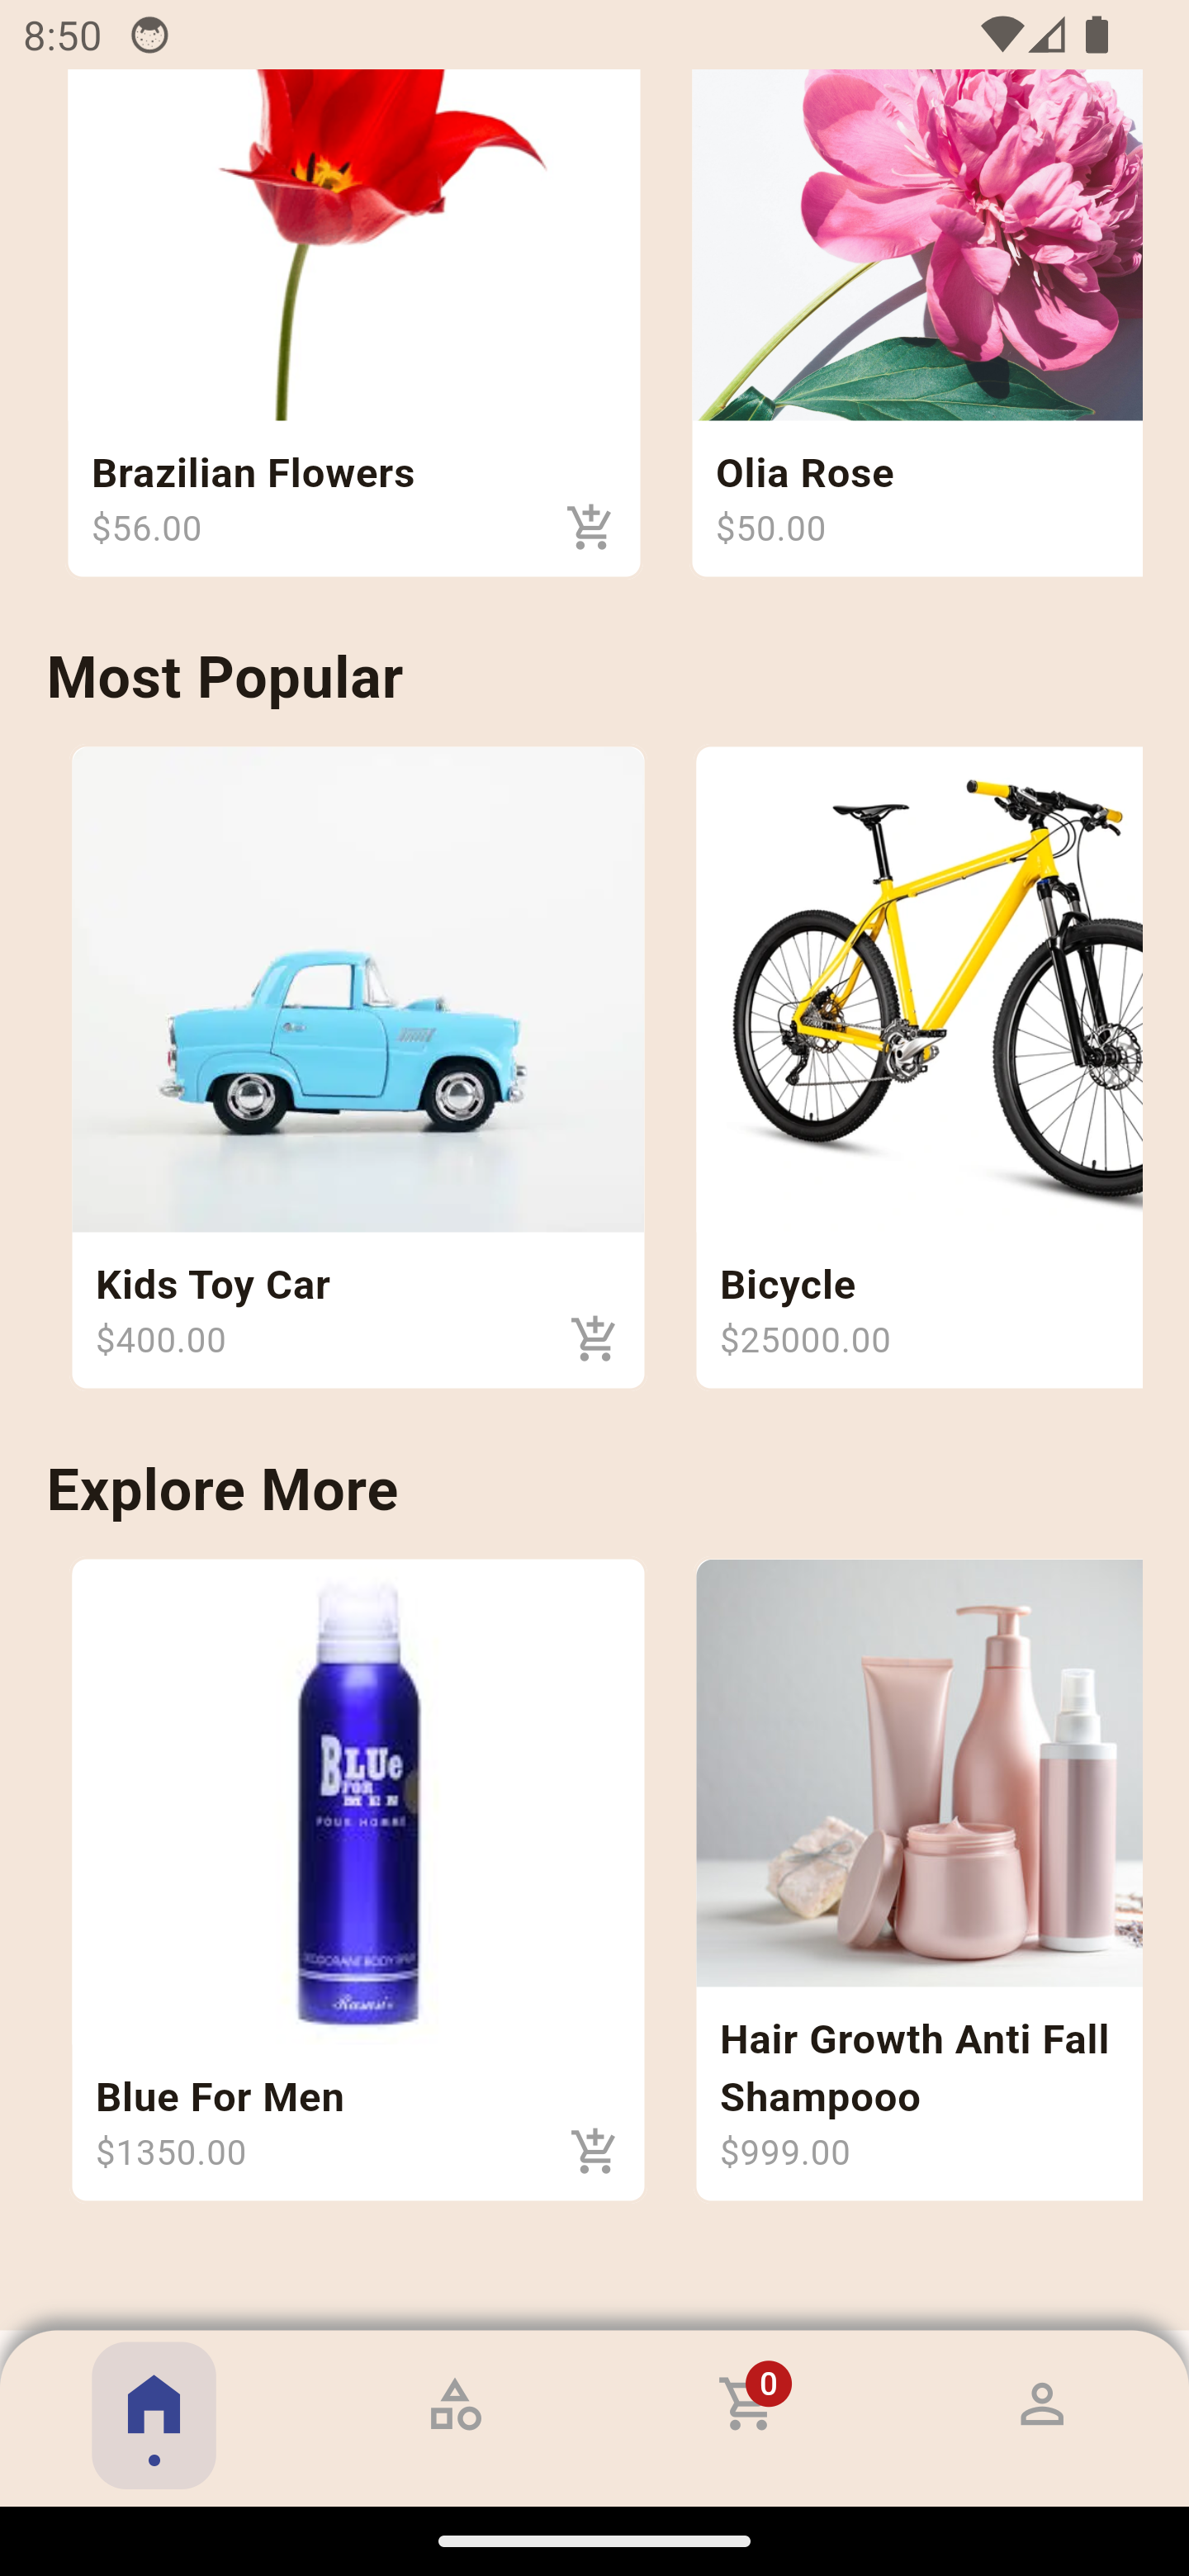 8:50
Brazilian Flowers
$56.00
Olia Rose
$50.00
Most Popular
Kids Toy Car
$400.00
Bicycle
$25000.00
Explore More
BLUe
FOR
MEN
POUR HOMME
Blue For Men
$1350.00
Hair Growth Anti Fall
Shampooo
$999.00
0